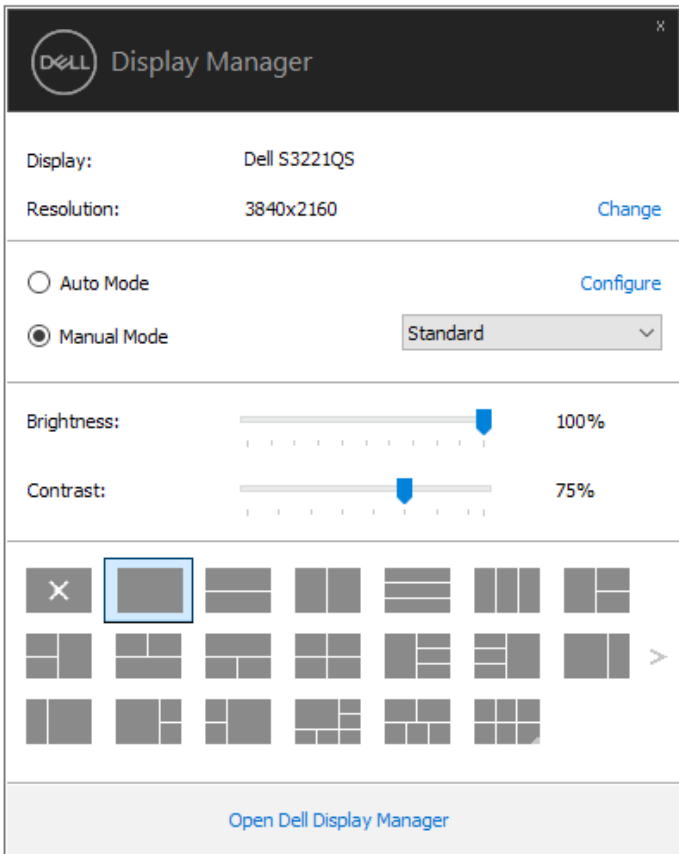 DELL Display Manager
x
Display: Dell S3221QS
Resolution: 3840x2160 Change
Auto Mode Configure
Manual Mode Standard
Brightness: 100%
Contrast: 75%
Open Dell Display Manager